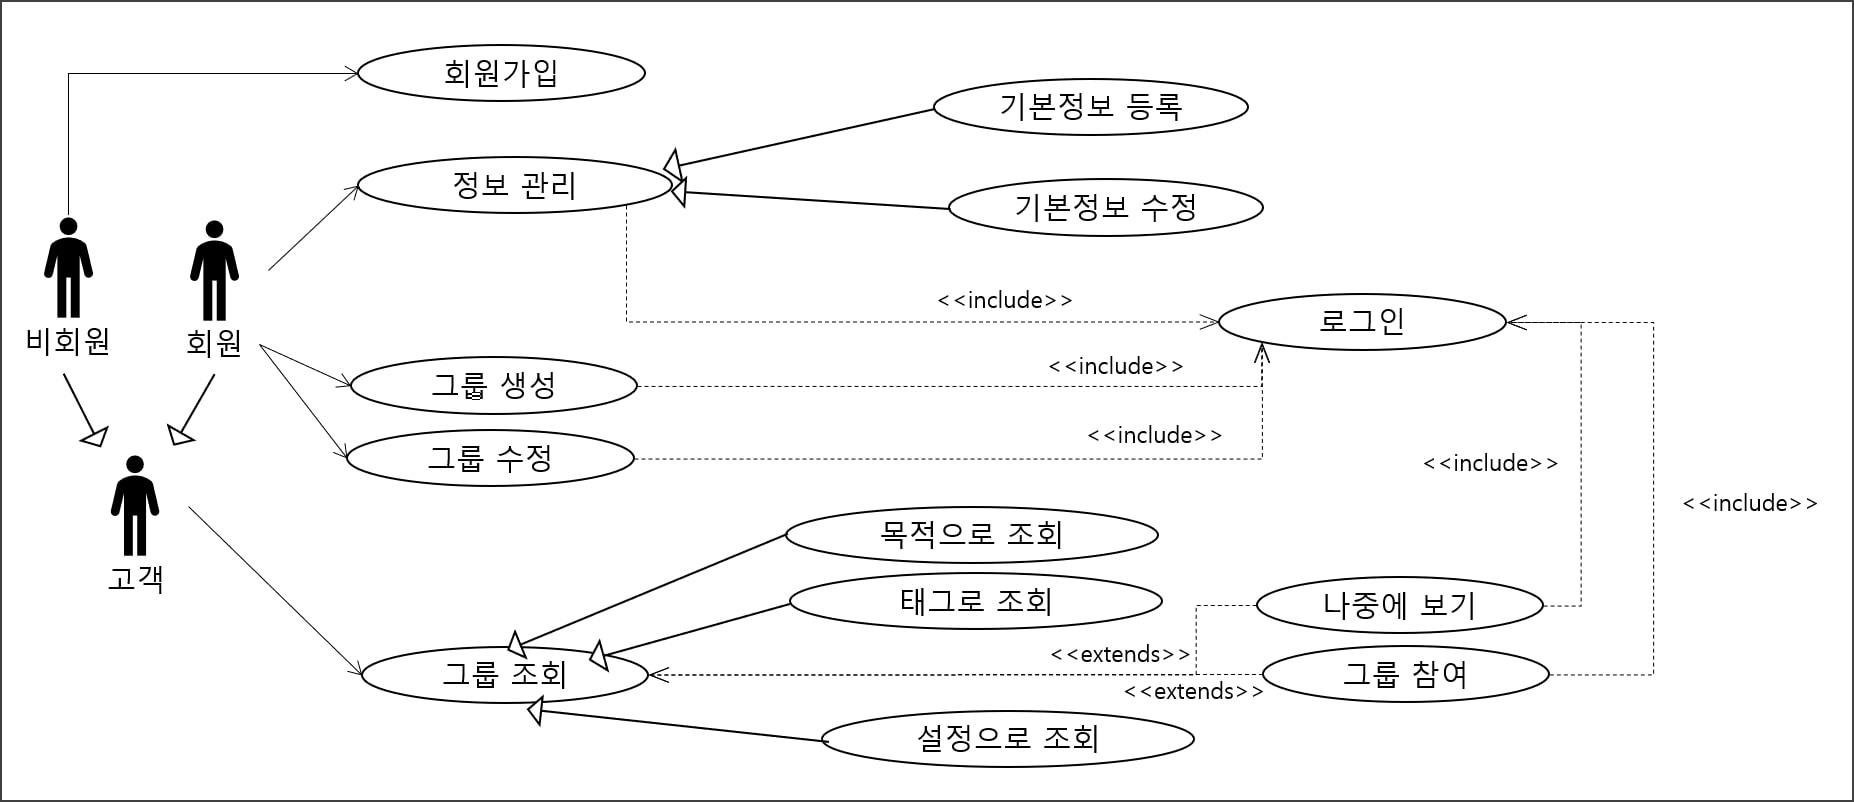 회원가입
기본정보 등록
정보 관리
기본정보 수정
<<include>>
로그인
비회원
회원
<<include>>
그룹 생성
<<include>>
그룹 수정
<<include>>
<<include>>
목적으로 조회
고객
태그로 조회
나중에 보기
<<extends>>
그룹 조회
그룹 참여
<<extends>>
설정으로 조회